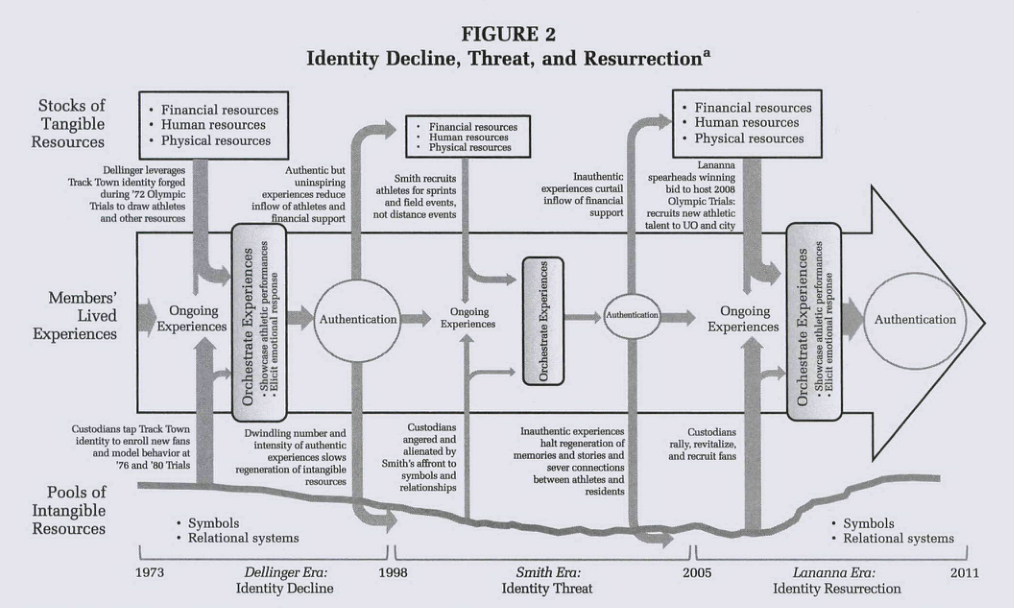 FIGURE 2
Identity Decline, Threat, and Resurrectionᵃ
Stocks of
Tangible
Resources
• Financial resources
• Human resources
• Physical resources
• Financial resources
• Human resources
• Physical resources
• Financial resources
• Human resources
• Physical resources
Dellinger leverages
Track Town identity forged
during '72 Olympic
Trials to draw athletes
and other resources
Authentic but
uninspiring
experiences reduce
inflow of athletes and
financial support
Smith recruits
athletes for sprints
and field events,
not distance events
Inauthentic
experiences curtail
inflow of financial
support
Lananna
spearheads winning
bid to host 2008
Olympic Trials:
recruits new athletic
talent to UO and city
Members'
Lived
Experiences
Ongoing
Experiences
Orchestrate Experiences
• Showcase athletic performances
• Elicit emotional response
Authentication
Ongoing
Experiences
Orchestrate Experiences
Authentication
Ongoing
Experiences
Orchestrate Experiences
• Showcase athletic performances
• Elicit emotional response
Authentication
Custodians tap Track Town
identity to enroll new fans
and model behavior at
'76 and '80 Trials
Dwindling number and
intensity of authentic
experiences slows
regeneration of intangible
resources
Custodians
angered and
alienated by
Smith's affront to
symbols and
relationships
Inauthentic experiences
halt regeneration of
memories and stories and
sever connections
between athletes and
residents
Custodians
rally, revitalize,
and recruit fans
Pools of
Intangible
Resources
• Symbols
• Relational systems
• Symbols
• Relational systems
1973
Dellinger Era:
Identity Decline
1998
Smith Era:
Identity Threat
2005
Lananna Era:
Identity Resurrection
2011